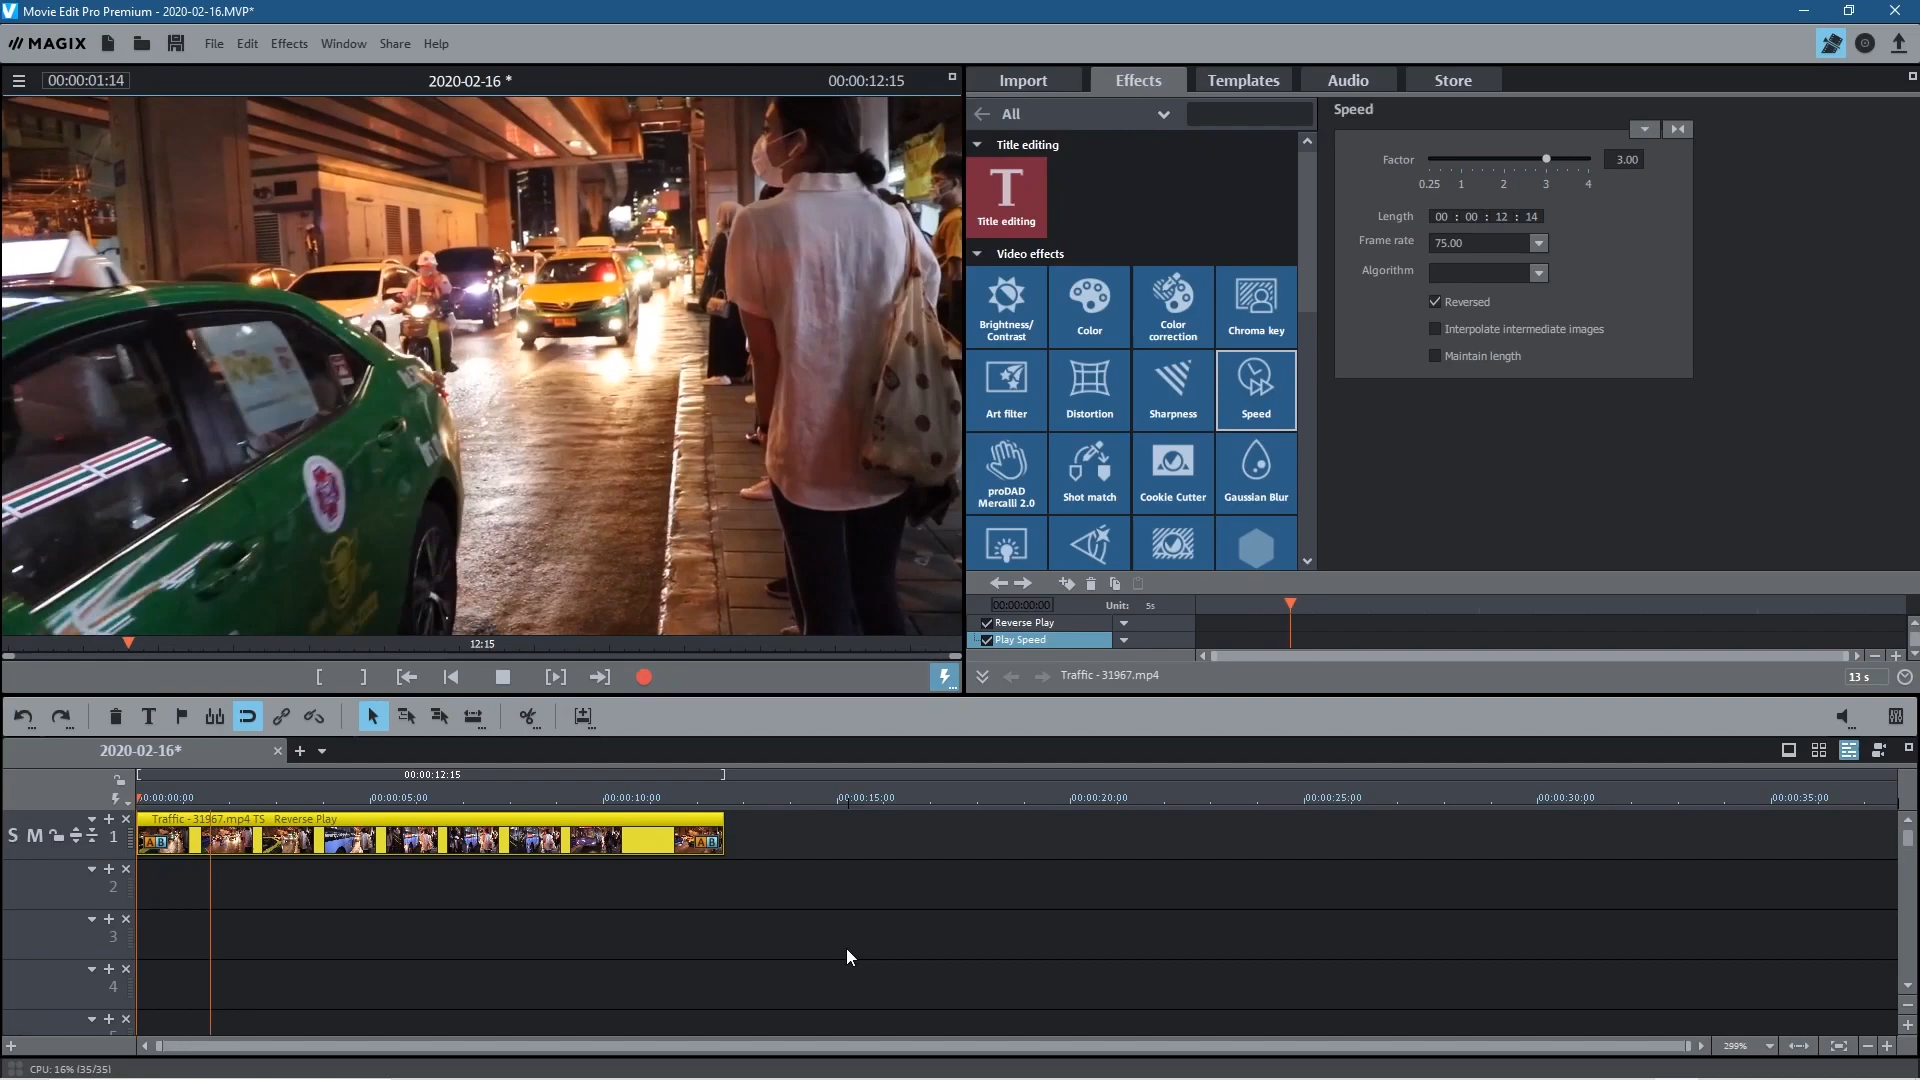 Movie Edit Pro Premium - 2020-02-16.MVP*
MAGIX File Edit Effects Window Share Help
00:00:01:14 2020-02-16 * 00:00:12:15
Import Effects Templates Audio Store
All
Title editing
Title editing
Video effects
Brightness/ Contrast
Color
Color correction
Chroma key
Art filter
Distortion
Sharpness
Speed
proDAD Mercalli 2.0
Shot match
Cookie Cutter
Gaussian Blur
Speed
Factor 3.00
0.25 1 2 3 4
Length 00 : 00 : 12 : 14
Frame rate 75.00
Algorithm
Reversed
Interpolate intermediate images
Maintain length
00:00:00:00 Unit: 5s
Reverse Play
Play Speed
Traffic - 31967.mp4 13 s
12:15
2020-02-16*
00:00:12:15
00:00:00:00 00:00:05:00 00:00:10:00 00:00:15:00 00:00:20:00 00:00:25:00 00:00:30:00 00:00:35:00
Traffic - 31967.mp4 TS Reverse Play
S M 1
A B A B
2
3
4
299%
CPU: 16% (35/35)